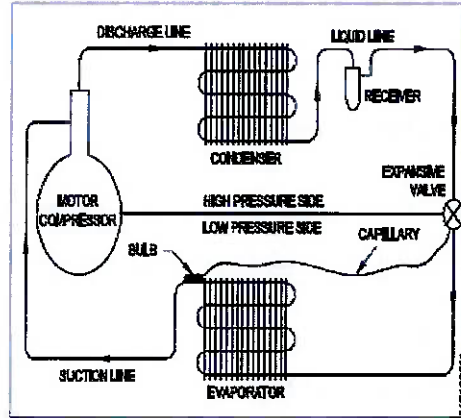 DISCHARGE LINE
LIQUID LINE
RECEIVER
CONDENSER
EXPANSIVE
VALVE
MOTOR
COMPRESSOR
HIGH PRESSURE SIDE
LOW PRESSURE SIDE
BULB
CAPILLARY
SUCTION LINE
EVAPORATOR